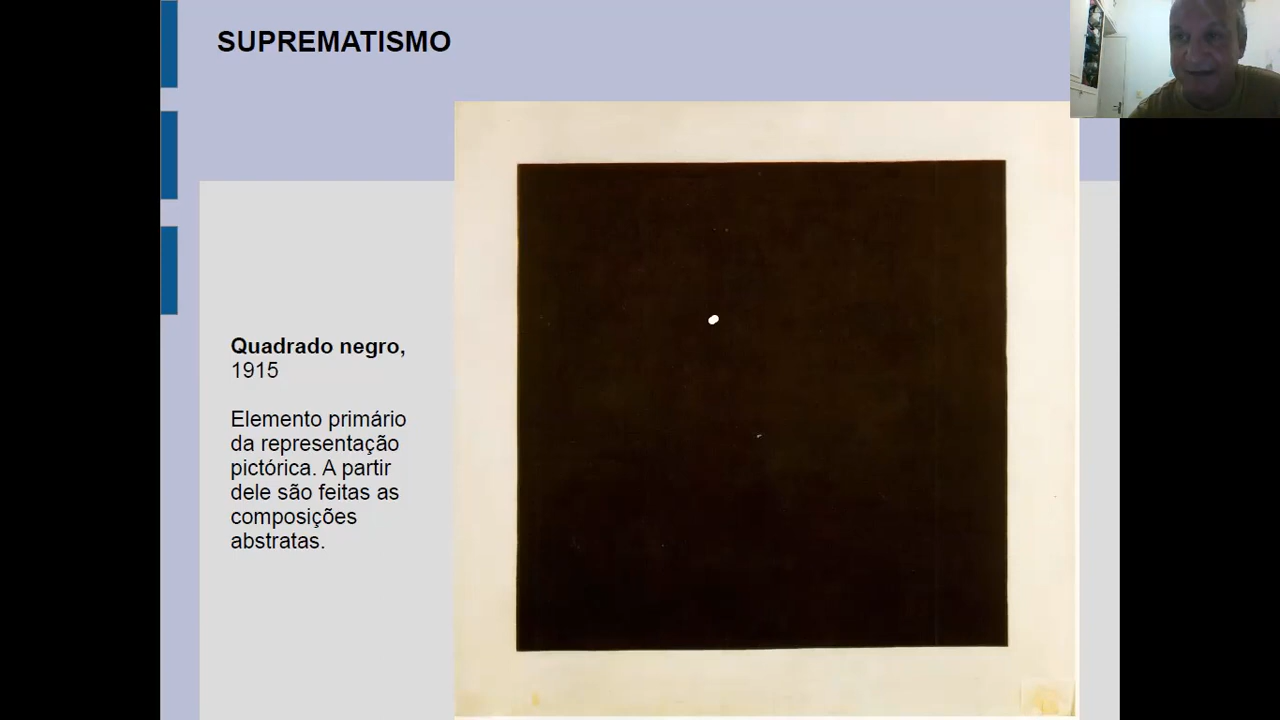 SUPREMATISMO
Quadrado negro,
1915
Elemento primário
da representação
pictórica. A partir
dele são feitas as
composições
abstratas.